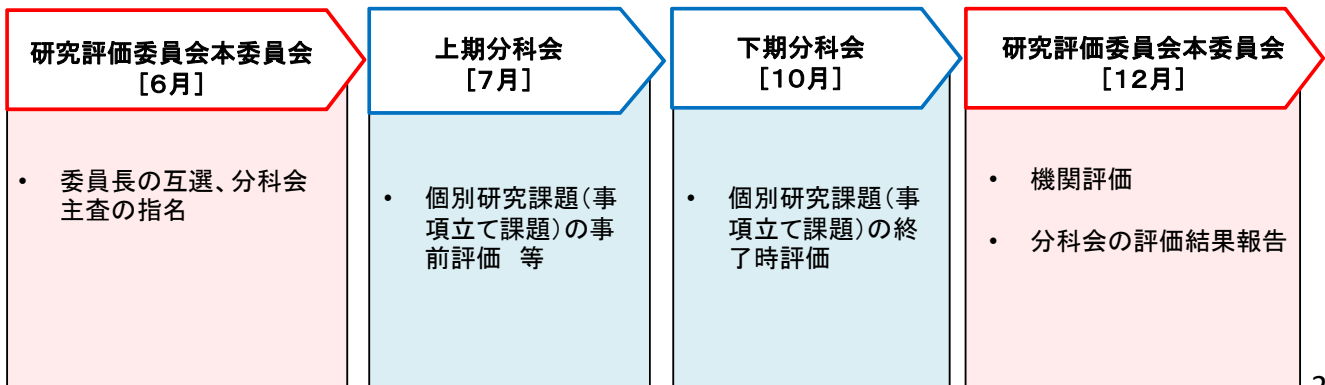 研究評価委員会本委員会
[6月]
• 委員長の互選、分科会
主査の指名
上期分科会
[7月]
• 個別研究課題(事
項立て課題)の事
前評価 等
下期分科会
[10月]
• 個別研究課題(事
項立て課題)の終
了時評価
研究評価委員会本委員会
[12月]
• 機関評価
• 分科会の評価結果報告